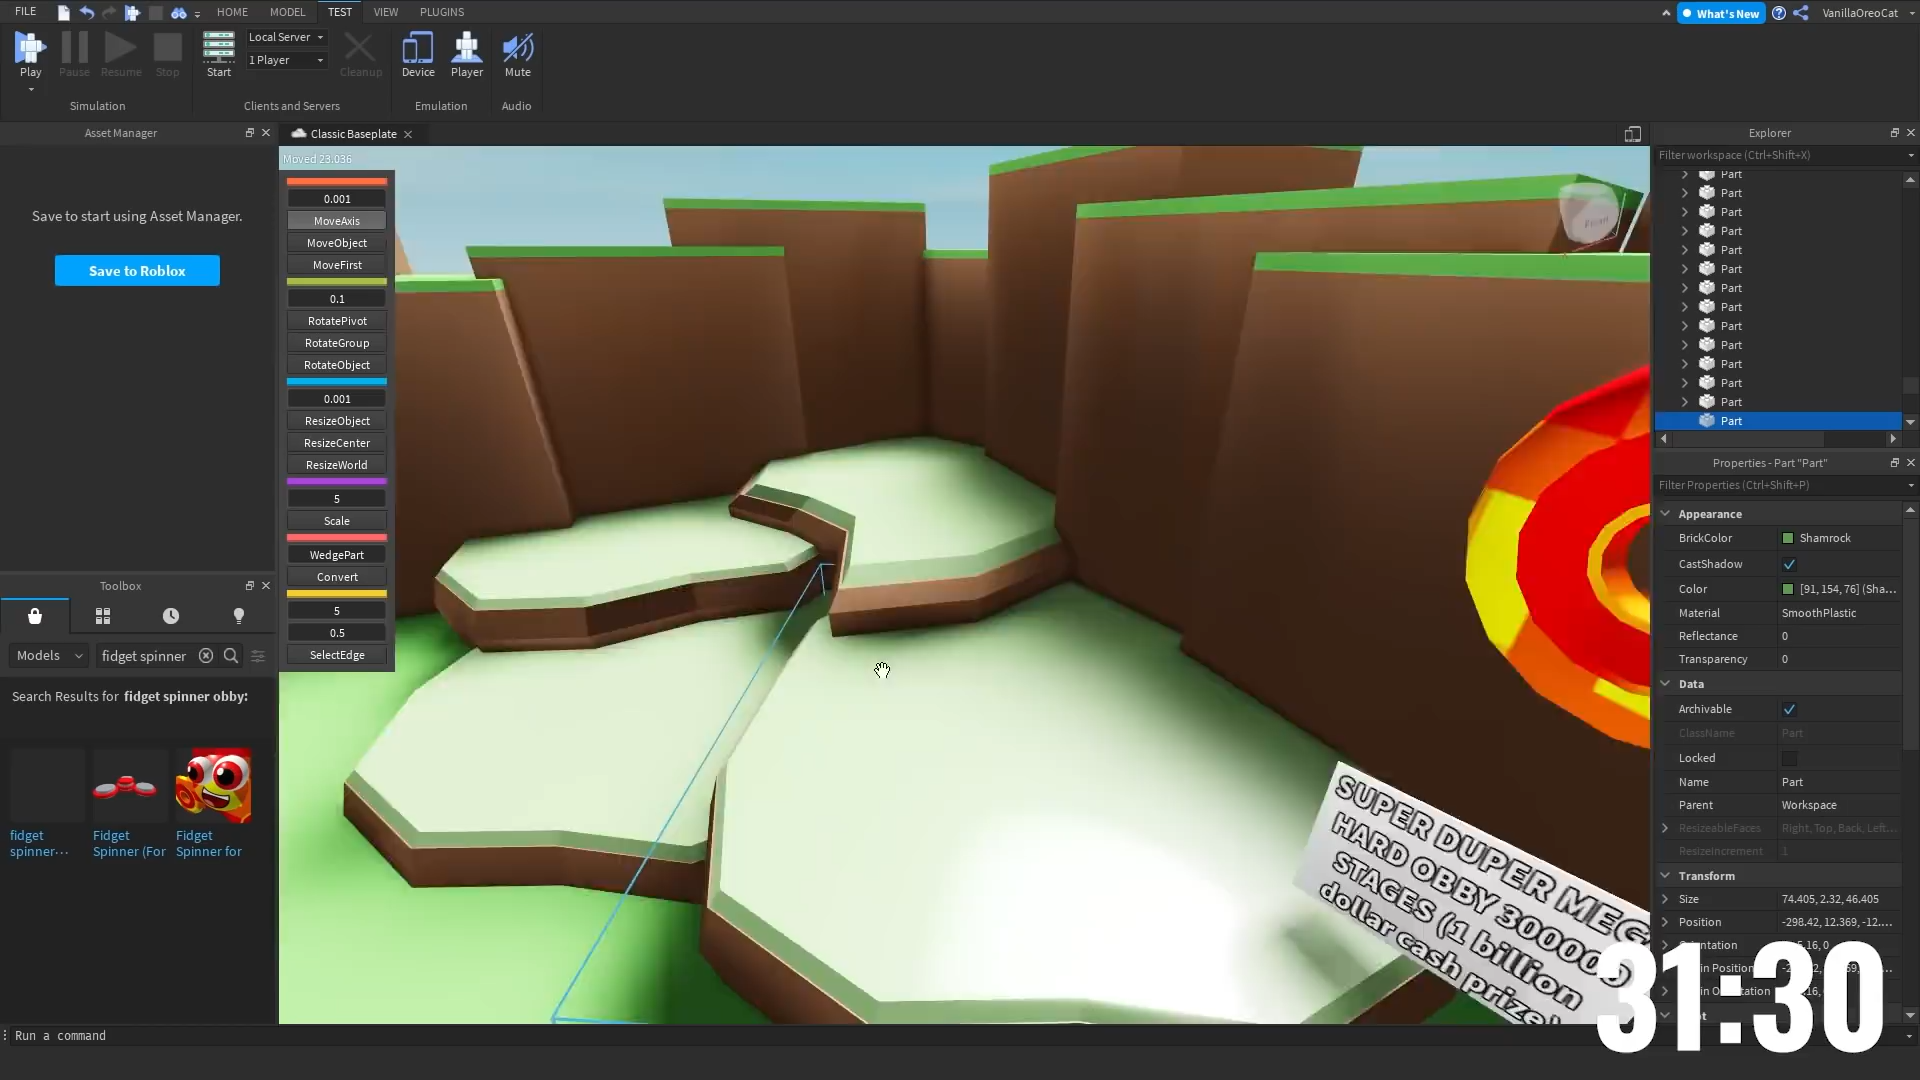 FILE
HOME
MODEL
TEST
VIEW
PLUGINS
What's New
VanillaOreoCat
Play
Pause
Resume
Stop
Simulation
Start
Local Server
1 Player
Cleanup
Clients and Servers
Device
Player
Emulation
Mute
Audio
Asset Manager
Save to start using Asset Manager.
Save to Roblox
Toolbox
Models
fidget spinner
Search Results for fidget spinner obby:
fidget
spinner...
Fidget
Spinner (For
Fidget
Spinner for
Classic Baseplate
Moved 23.036
0.001
MoveAxis
MoveObject
MoveFirst
0.1
RotatePivot
RotateGroup
RotateObject
0.001
ResizeObject
ResizeCenter
ResizeWorld
5
Scale
WedgePart
Convert
5
0.5
SelectEdge
SUPER DUPER MEG
HARD OBBY 300000
STAGES (1 billion
dollar cash prize)
Explorer
Filter workspace (Ctrl+Shift+X)
Part
Part
Part
Part
Part
Part
Part
Part
Part
Part
Part
Part
Part
Part
Properties - Part "Part"
Filter Properties (Ctrl+Shift+P)
Appearance
BrickColor Shamrock
CastShadow
Color [91, 154, 76] (Sha...
Material SmoothPlastic
Reflectance 0
Transparency 0
Data
Archivable
ClassName Part
Locked
Name Part
Parent Workspace
ResizeableFaces Right, Top, Back, Left...
ResizeIncrement 1
Transform
Size 74.405, 2.32, 46.405
Position -298.42, 12.369, -12....
31:30
Run a command